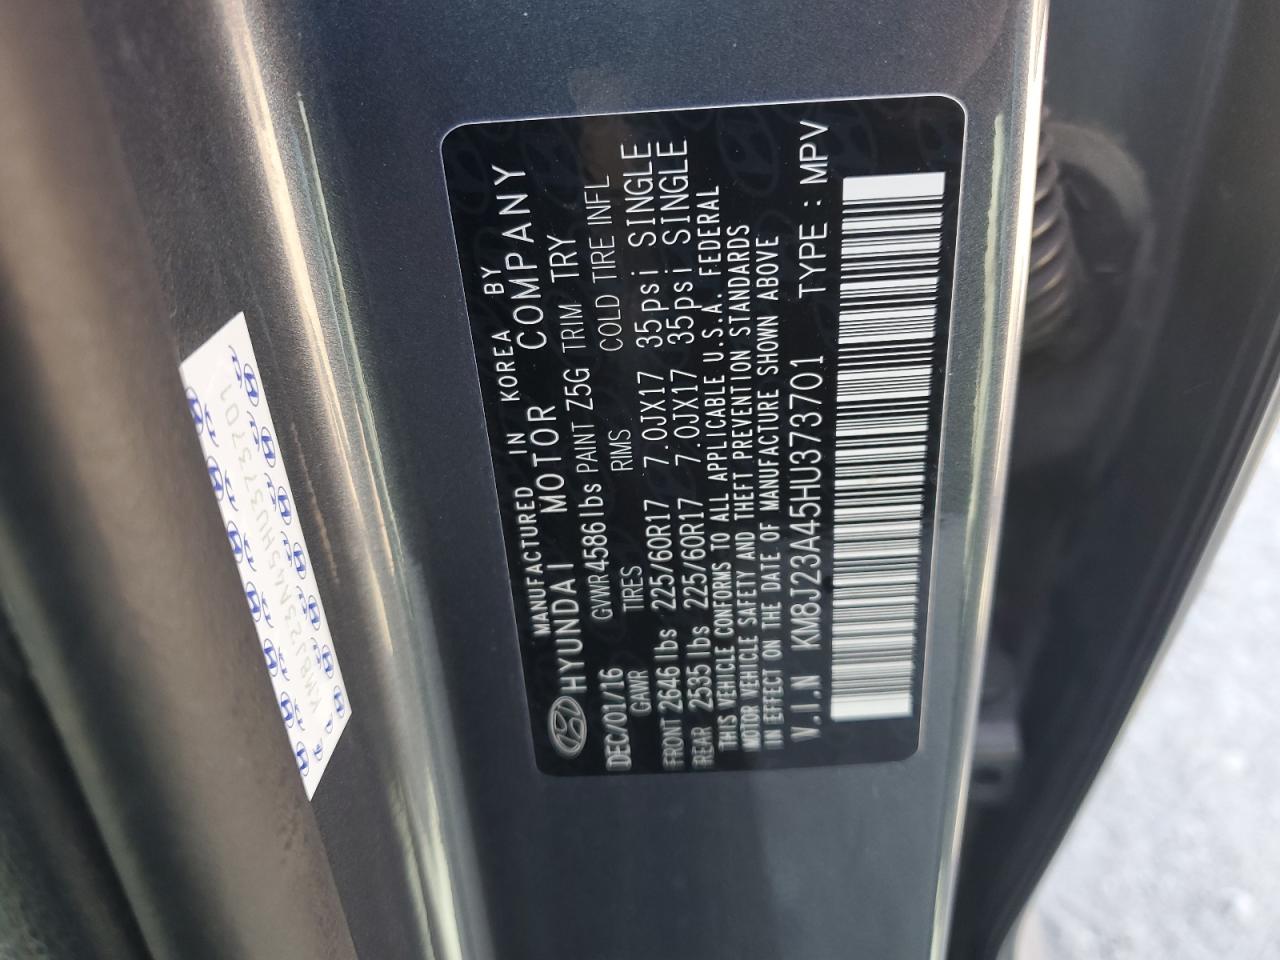 MANUFACTURED IN KOREA BY
HYUNDAI MOTOR COMPANY
DEC/01/16 GVWR 4586lbs PAINT Z5G TRIM TRY
GAWR TIRES RIMS COLD TIRE INFL
FRONT 2646 lbs 225/60R17 7.0JX17 35psi SINGLE
REAR 2535 lbs 225/60R17 7.0JX17 35psi SINGLE
THIS VEHICLE CONFORMS TO ALL APPLICABLE U.S.A. FEDERAL
MOTOR VEHICLE SAFETY AND THEFT PREVENTION STANDARDS
IN EFFECT ON THE DATE OF MANUFACTURE SHOWN ABOVE
V.I.N KM8J23A45HU373701 TYPE : MPV
KM8J23A45HU373701